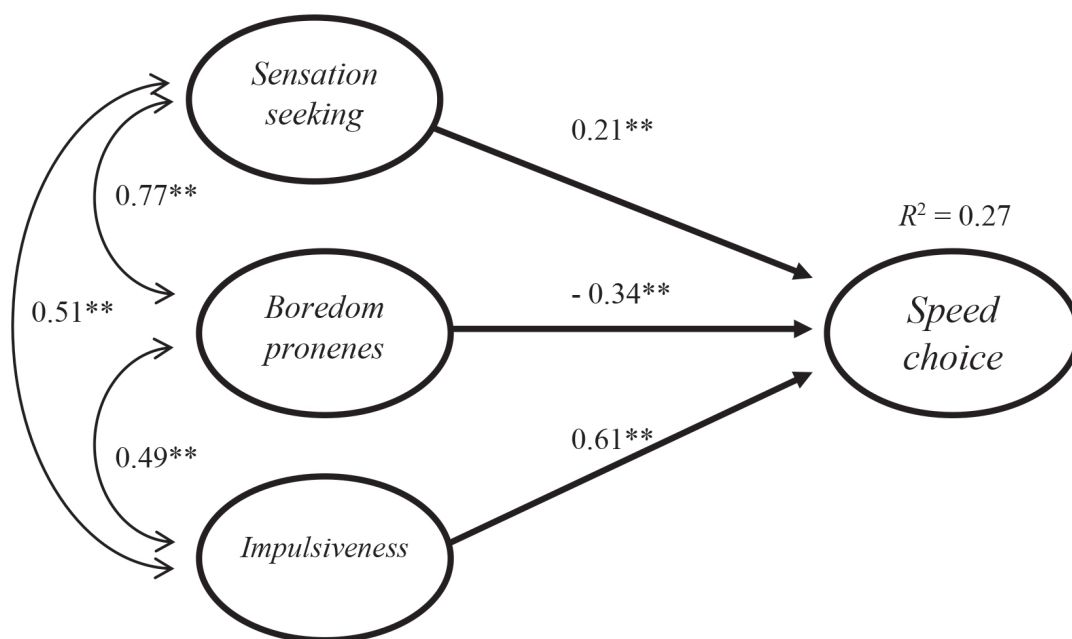 Sensation
seeking
0.21**
0.77**
R² = 0.27
Boredom
pronenes
- 0.34**
Speed
choice
0.51**
0.49**
0.61**
Impulsiveness